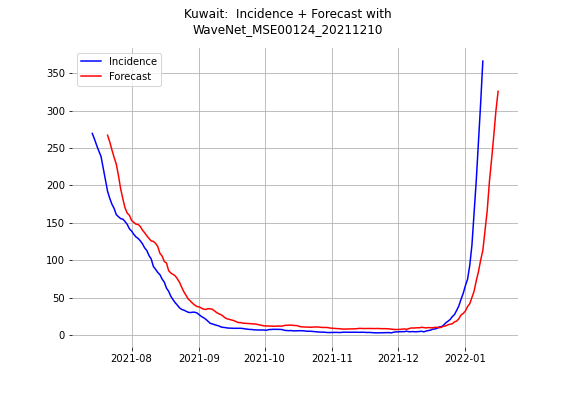 Kuwait:  Incidence + Forecast with
WaveNet_MSE00124_20211210
Incidence
Forecast
350
300
250
200
150
100
50
0
2021-08 2021-09 2021-10 2021-11 2021-12 2022-01